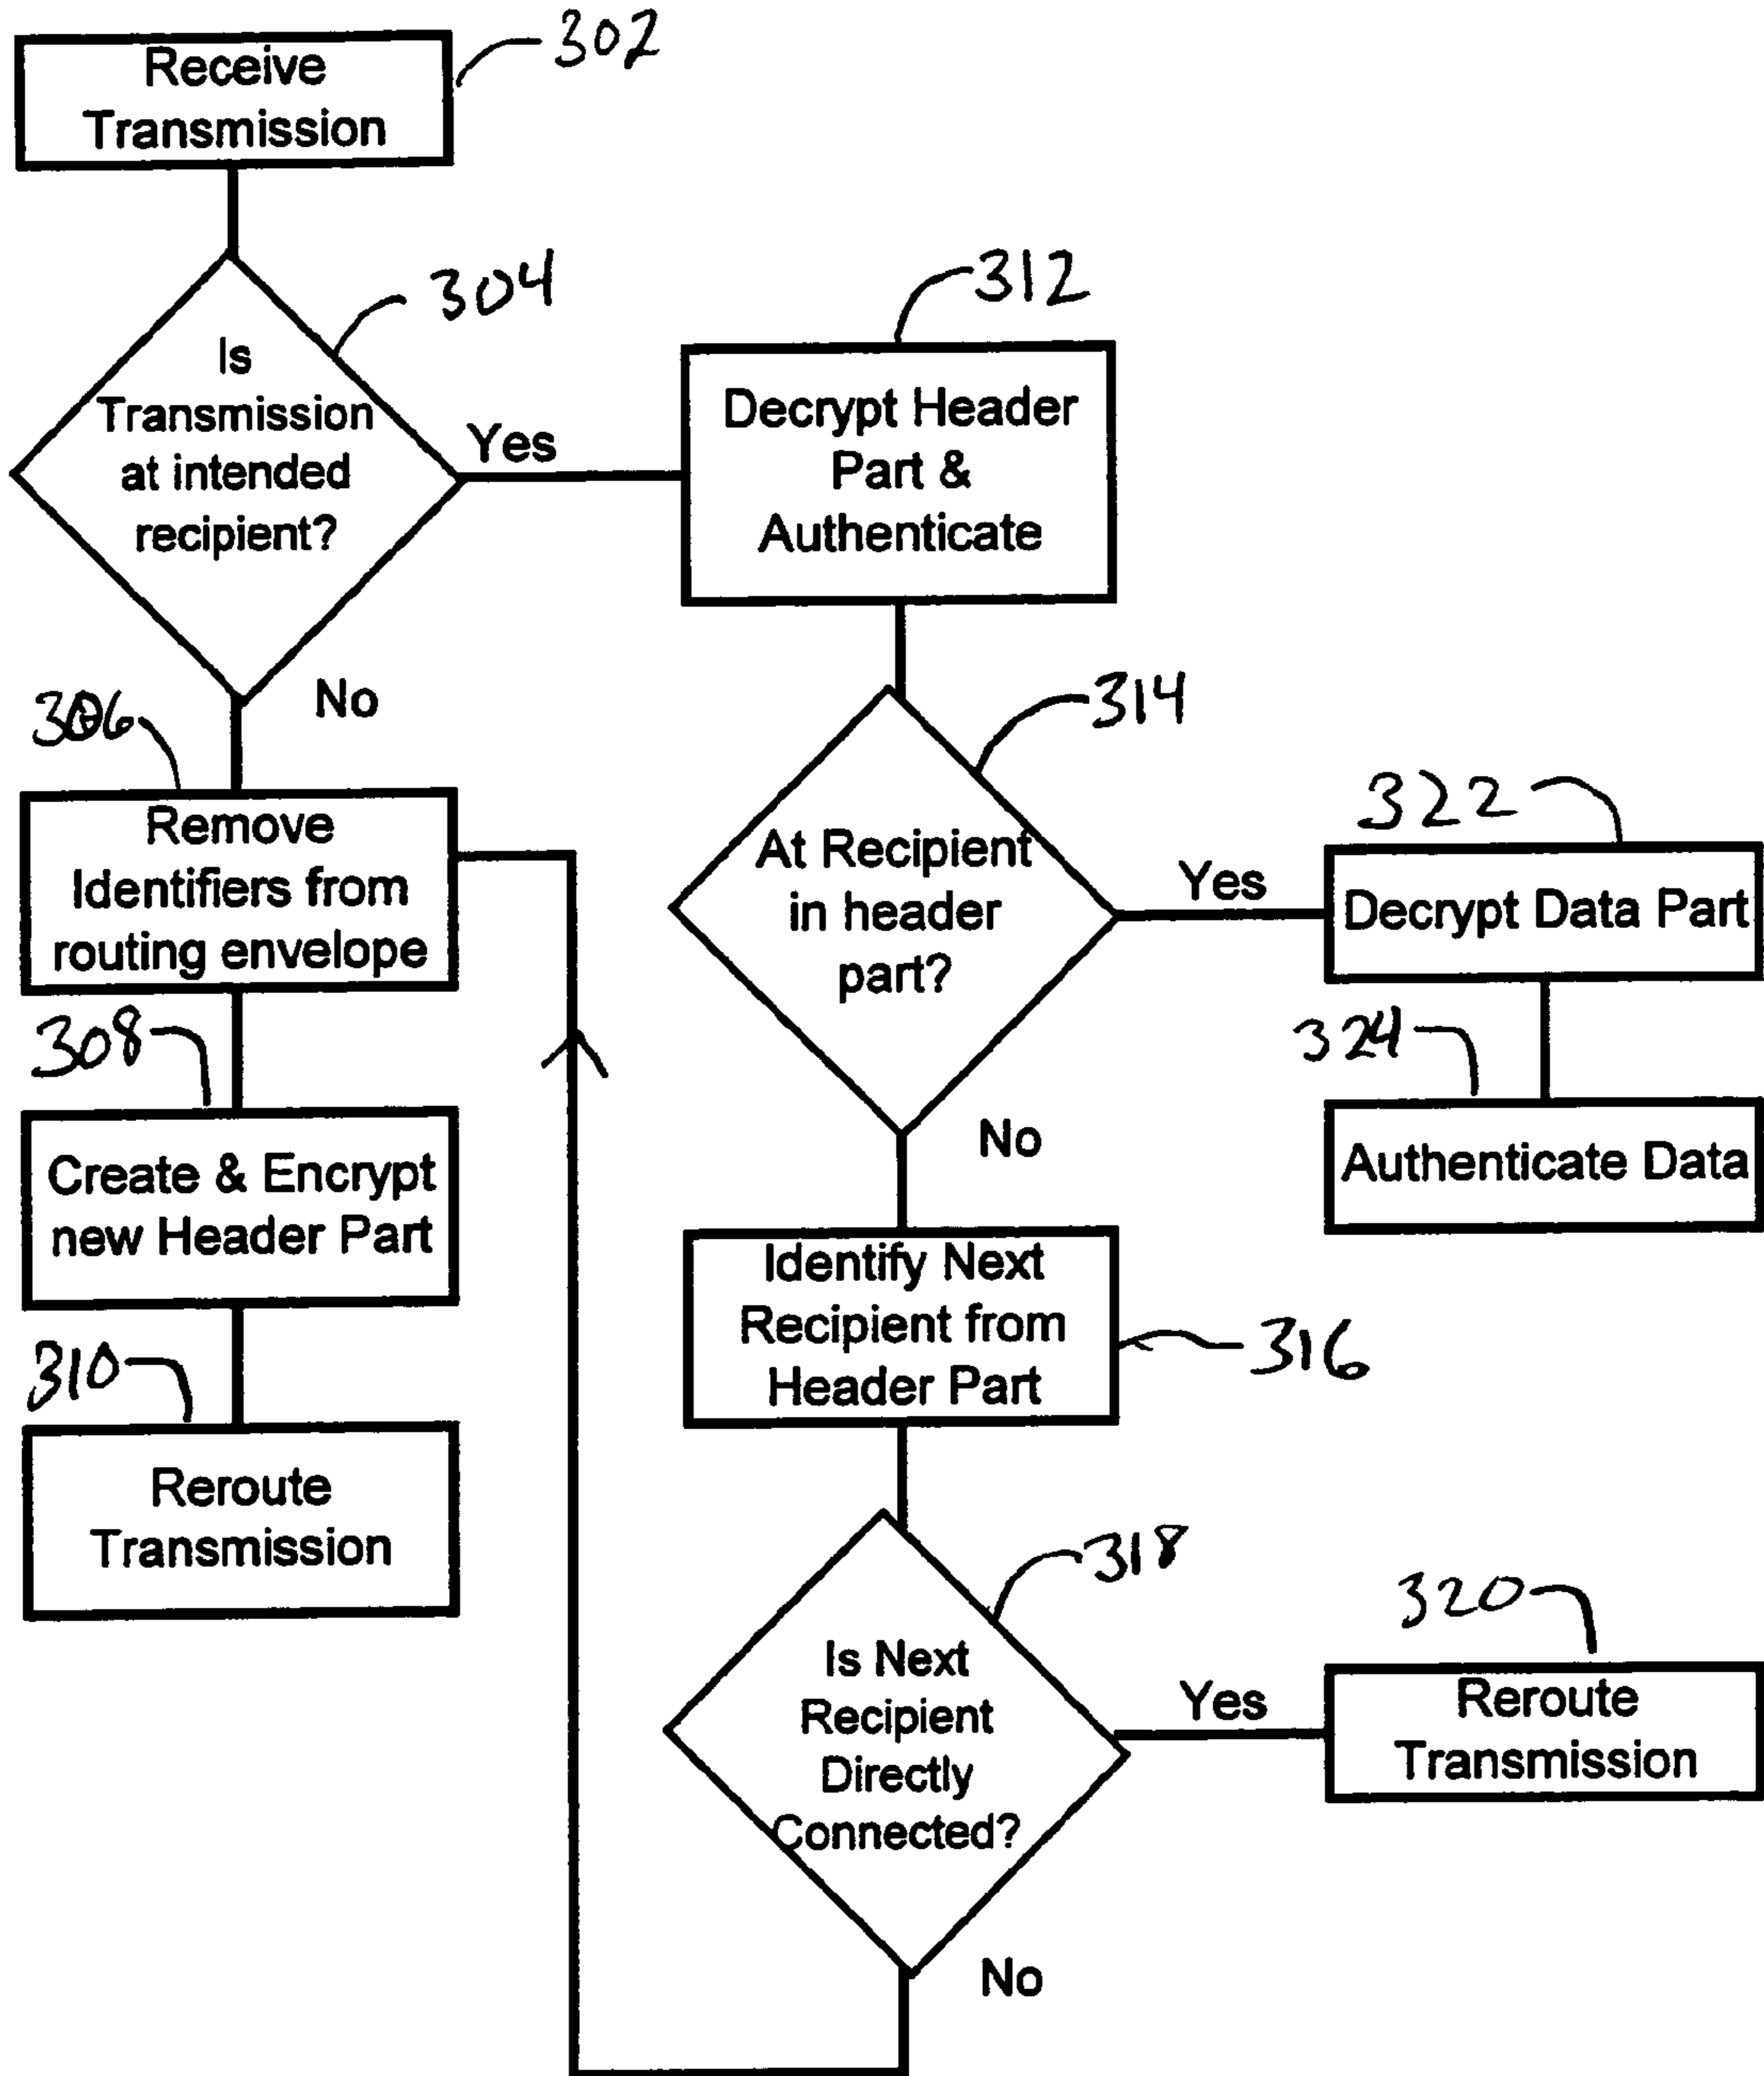 Receive
Transmission
302
Is
Transmission
at intended
recipient?
304
Yes
No
312
Decrypt Header
Part &
Authenticate
306
Remove
Identifiers from
routing envelope
314
At Recipient
in header
part?
Yes
No
322
Decrypt Data Part
308
Create & Encrypt
new Header Part
324
Authenticate Data
310
Reroute
Transmission
Identify Next
Recipient from
Header Part
316
318
Is Next
Recipient
Directly
Connected?
Yes
No
320
Reroute
Transmission